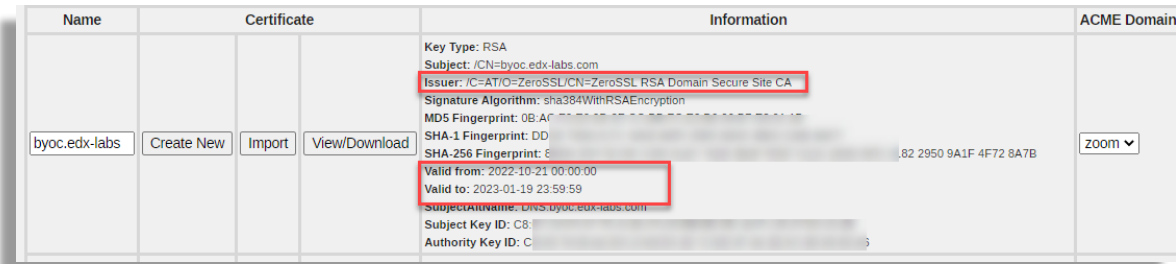 Name Certificate Information ACME Domain
Key Type: RSA
Subject: /CN=byoc.edx-labs.com
Issuer: /C=AT/O=ZeroSSL/CN=ZeroSSL RSA Domain Secure Site CA
Signature Algorithm: sha384WithRSAEncryption
MD5 Fingerprint: 0B:
SHA-1 Fingerprint: DD
byoc.edx-labs Create New Import View/Download zoom
SHA-256 Fingerprint: 82 2950 9A1F 4F72 8A7B
Valid from: 2022-10-21 00:00:00
Valid to: 2023-01-19 23:59:59
SubjectAltName: DNS:byoc.edx-labs.com
Subject Key ID: C8:
Authority Key ID: